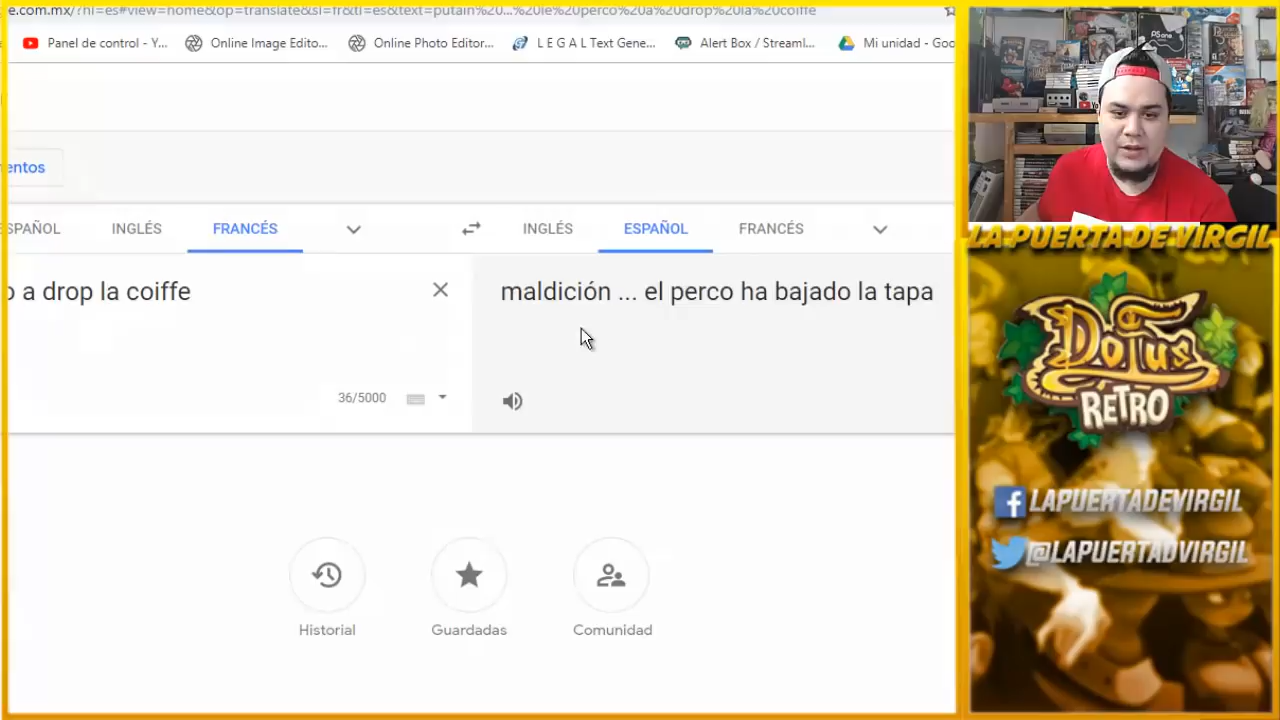 e.com.mx/?hl=es#view=home&op=translate&sl=fr&tl=es&text=putain%20...%20le%20perco%20a%20drop%20la%20coiffe
Panel de control - Y...
Online Image Edito...
Online Photo Editor...
L E G A L Text Gene...
Alert Box / Streaml...
Mi unidad - Goo
entos
SPAÑOL
INGLÉS
FRANCÉS
INGLÉS
ESPAÑOL
FRANCÉS
o a drop la coiffe
maldición ... el perco ha bajado la tapa
36/5000
Historial
Guardadas
Comunidad
LA PUERTA DE VIRGIL
DOFUS
RETRO
LAPUERTADEVIRGIL
@LAPUERTADVIRGIL